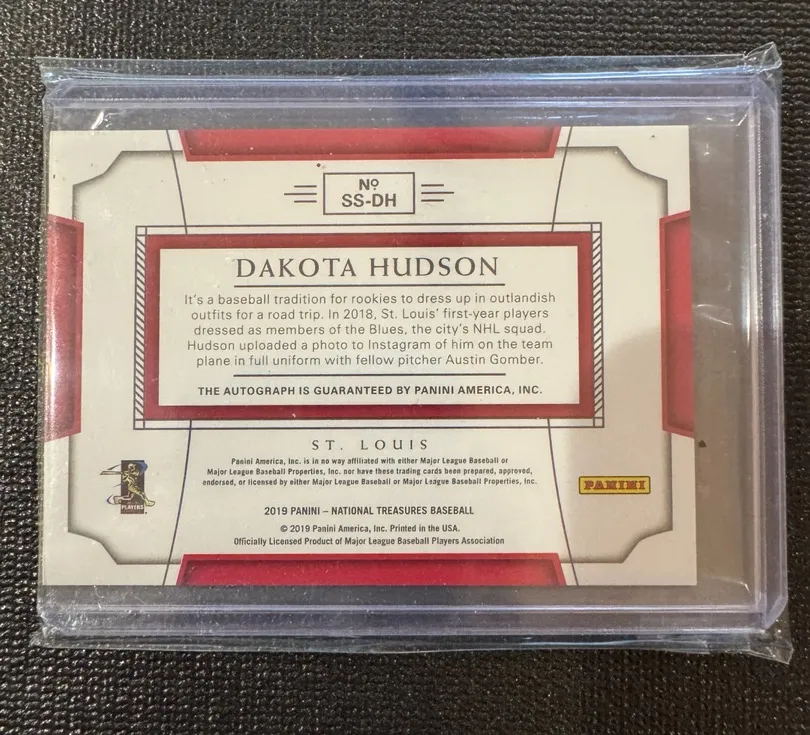 Nº
SS-DH
DAKOTA HUDSON
It's a baseball tradition for rookies to dress up in outlandish
outfits for a road trip. In 2018, St. Louis' first-year players
dressed as members of the Blues, the city's NHL squad.
Hudson uploaded a photo to Instagram of him on the team
plane in full uniform with fellow pitcher Austin Gomber.
THE AUTOGRAPH IS GUARANTEED BY PANINI AMERICA, INC.
ST. LOUIS
Panini America, Inc. is in no way affiliated with either Major League Baseball or
Major League Baseball Properties, Inc. nor have these trading cards been prepared, approved,
endorsed, or licensed by either Major League Baseball or Major League Baseball Properties, Inc.
PLAYERS
PANINI
2019 PANINI – NATIONAL TREASURES BASEBALL
© 2019 Panini America, Inc. Printed in the USA.
Officially Licensed Product of Major League Baseball Players Association